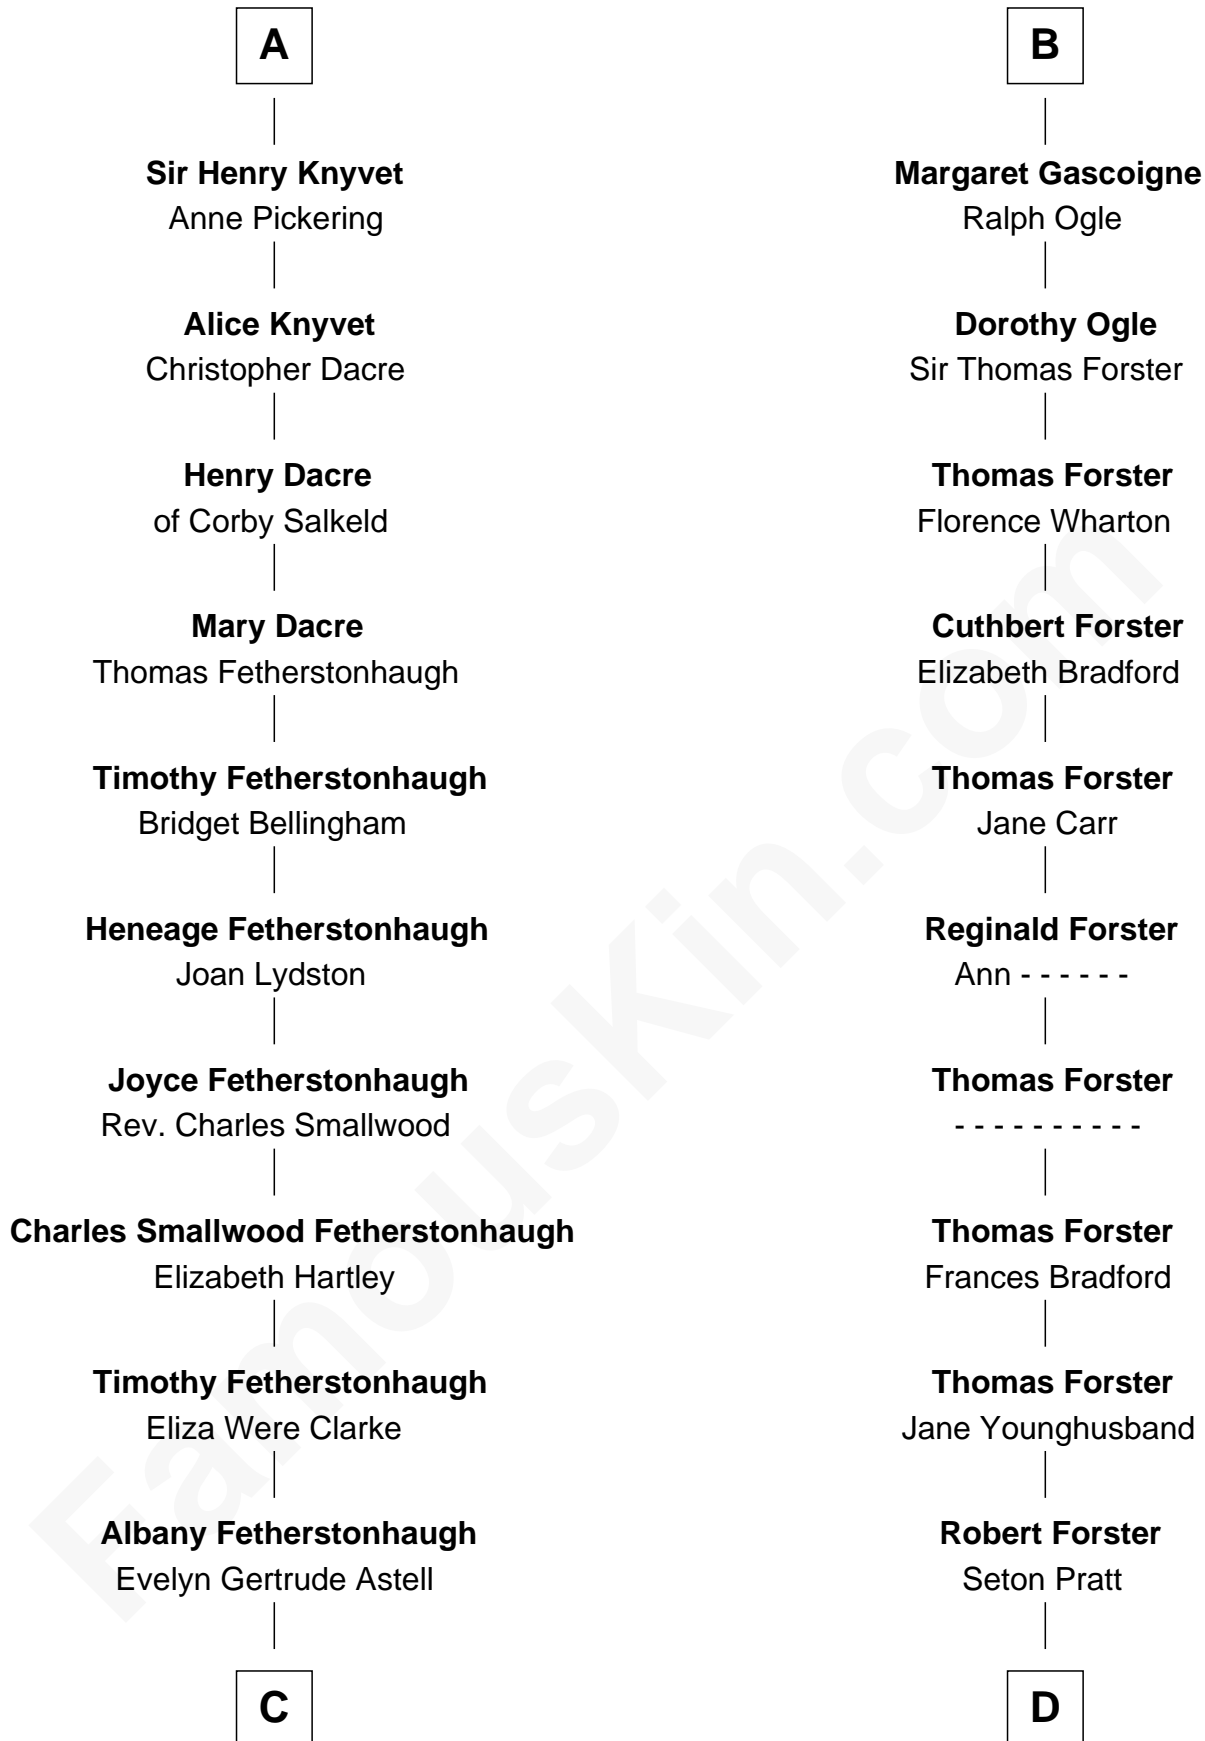 A
Sir Henry Knyvet
Anne Pickering
Alice Knyvet
Christopher Dacre
Henry Dacre
of Corby Salkeld
Mary Dacre
Thomas Fetherstonhaugh
Timothy Fetherstonhaugh
Bridget Bellingham
Heneage Fetherstonhaugh
Joan Lydston
Joyce Fetherstonhaugh
Rev. Charles Smallwood
Charles Smallwood Fetherstonhaugh
Elizabeth Hartley
Timothy Fetherstonhaugh
Eliza Were Clarke
Albany Fetherstonhaugh
Evelyn Gertrude Astell
C
B
Margaret Gascoigne
Ralph Ogle
Dorothy Ogle
Sir Thomas Forster
Thomas Forster
Florence Wharton
Cuthbert Forster
Elizabeth Bradford
Thomas Forster
Jane Carr
Reginald Forster
Ann - - - - - -
Thomas Forster
- - - - - - - - - -
Thomas Forster
Frances Bradford
Thomas Forster
Jane Younghusband
Robert Forster
Seton Pratt
D
FamousKin.com